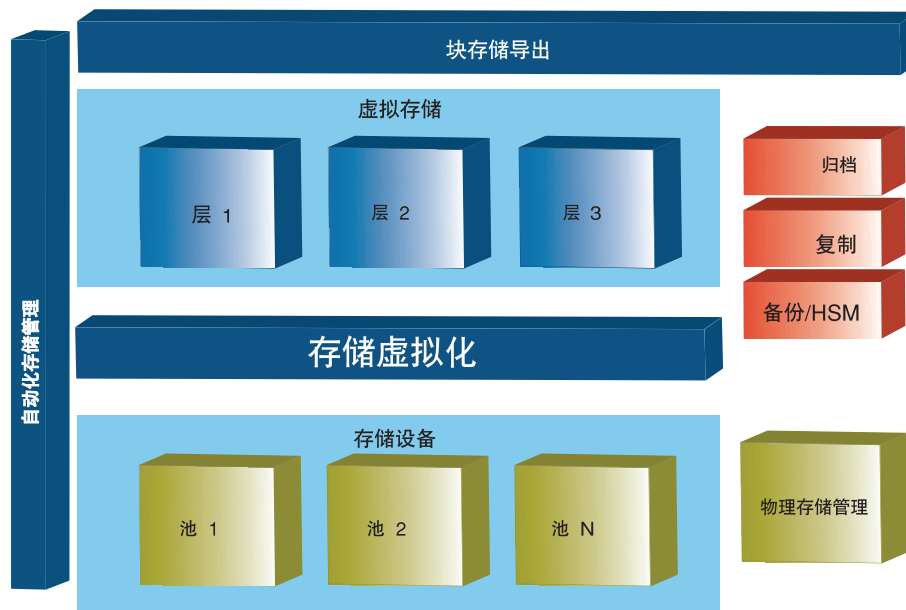 块存储导出
虚拟存储
层 1
层 2
层 3
归档
复制
备份/HSM
自动化存储管理
存储虚拟化
存储设备
池 1
池 2
池 N
物理存储管理